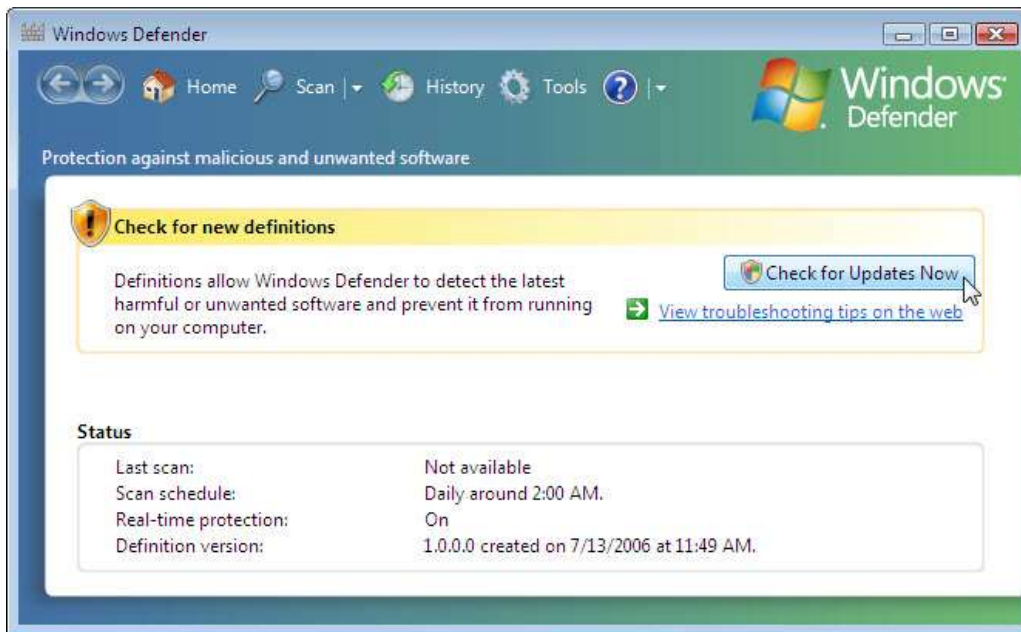 Windows Defender
Home Scan History Tools ?
Windows
Defender
Protection against malicious and unwanted software
Check for new definitions
Definitions allow Windows Defender to detect the latest
harmful or unwanted software and prevent it from running
on your computer.
Check for Updates Now
View troubleshooting tips on the web
Status
Last scan: Not available
Scan schedule: Daily around 2:00 AM.
Real-time protection: On
Definition version: 1.0.0.0 created on 7/13/2006 at 11:49 AM.